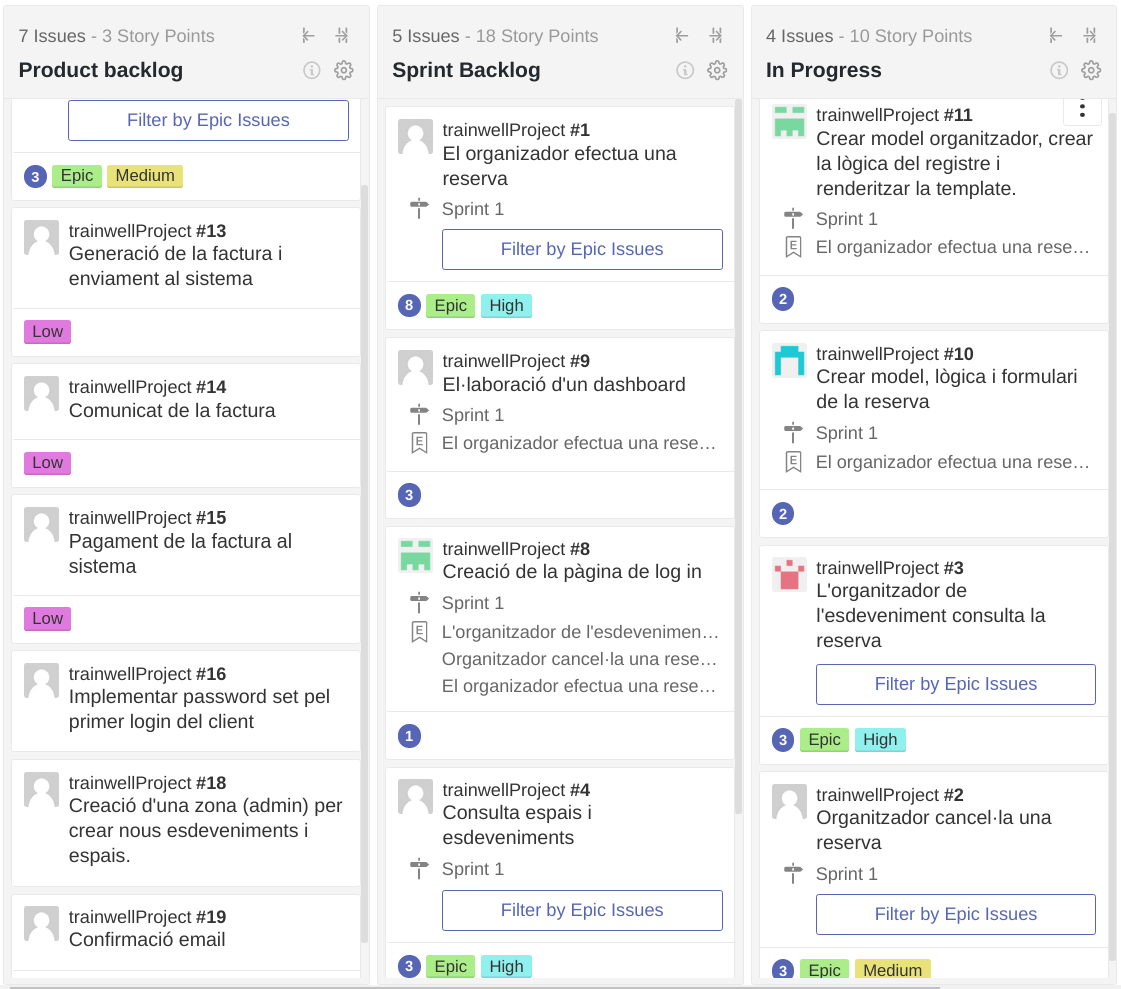 7 Issues - 3 Story Points
Product backlog
Filter by Epic Issues
3 Epic Medium
trainwellProject #13
Generació de la factura i
enviament al sistema
Low
trainwellProject #14
Comunicat de la factura
Low
trainwellProject #15
Pagament de la factura al
sistema
Low
trainwellProject #16
Implementar password set pel
primer login del client
trainwellProject #18
Creació d'una zona (admin) per
crear nous esdeveniments i
espais.
trainwellProject #19
Confirmació email
5 Issues - 18 Story Points
Sprint Backlog
trainwellProject #1
El organizador efectua una
reserva
Sprint 1
Filter by Epic Issues
8 Epic High
trainwellProject #9
El·laboració d'un dashboard
Sprint 1
E El organizador efectua una rese…
3
trainwellProject #8
Creació de la pàgina de log in
Sprint 1
E L'organitzador de l'esdevenimen…
Organitzador cancel·la una rese…
El organizador efectua una rese…
1
trainwellProject #4
Consulta espais i
esdeveniments
Sprint 1
Filter by Epic Issues
3 Epic High
4 Issues - 10 Story Points
In Progress
trainwellProject #11
Crear model organitzador, crear
la lògica del registre i
renderitzar la template.
Sprint 1
E El organizador efectua una rese…
2
trainwellProject #10
Crear model, lògica i formulari
de la reserva
Sprint 1
E El organizador efectua una rese…
2
trainwellProject #3
L'organitzador de
l'esdeveniment consulta la
reserva
Filter by Epic Issues
3 Epic High
trainwellProject #2
Organitzador cancel·la una
reserva
Sprint 1
Filter by Epic Issues
3 Epic Medium